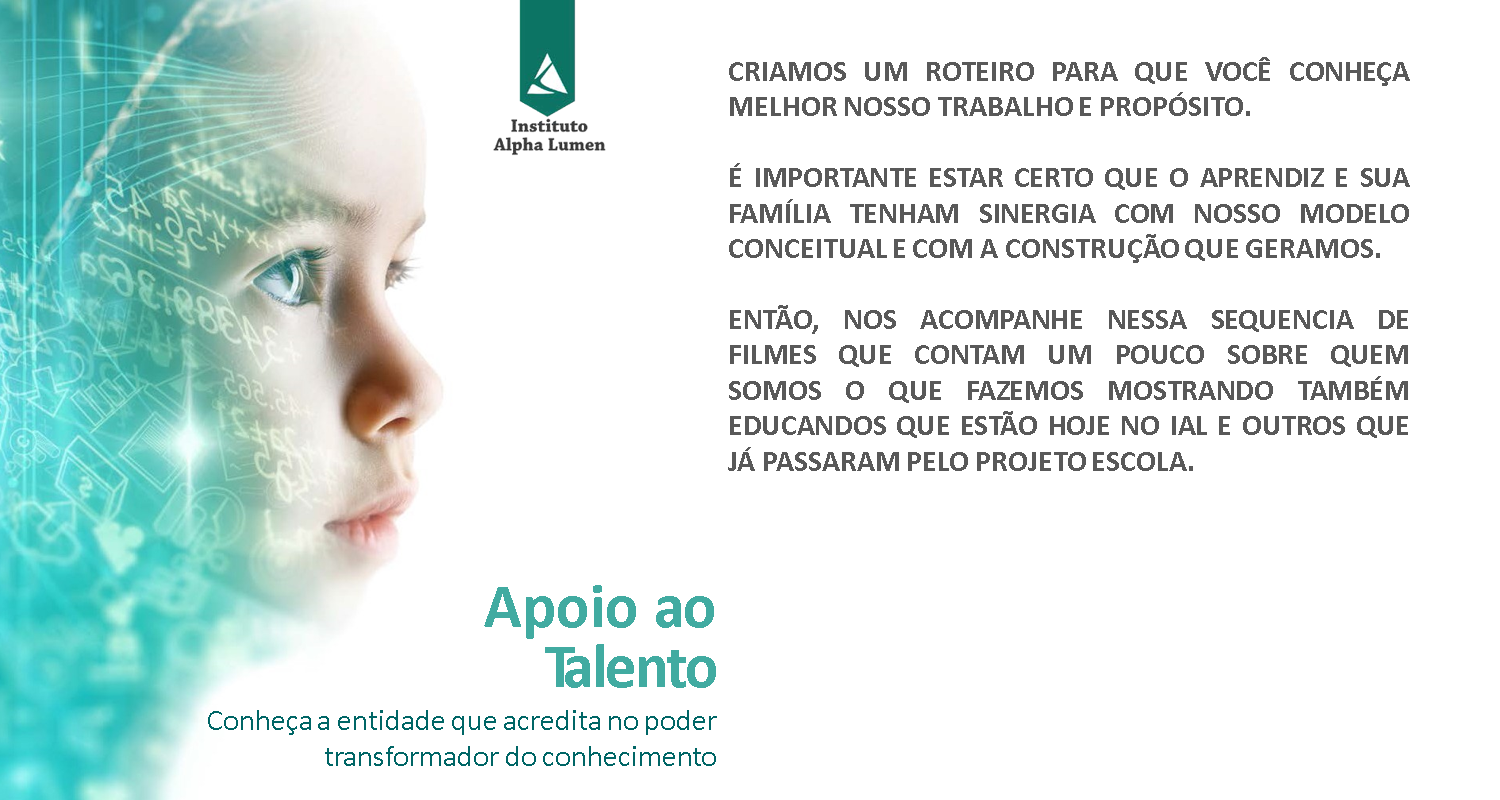 Instituto
Alpha Lumen
CRIAMOS UM ROTEIRO PARA QUE VOCÊ CONHEÇA
MELHOR NOSSO TRABALHO E PROPÓSITO.
É IMPORTANTE ESTAR CERTO QUE O APRENDIZ E SUA
FAMÍLIA TENHAM SINERGIA COM NOSSO MODELO
CONCEITUAL E COM A CONSTRUÇÃO QUE GERAMOS.
ENTÃO, NOS ACOMPANHE NESSA SEQUENCIA DE
FILMES QUE CONTAM UM POUCO SOBRE QUEM
SOMOS O QUE FAZEMOS MOSTRANDO TAMBÉM
EDUCANDOS QUE ESTÃO HOJE NO IAL E OUTROS QUE
JÁ PASSARAM PELO PROJETO ESCOLA.
Apoio ao
Talento
Conheça a entidade que acredita no poder
transformador do conhecimento